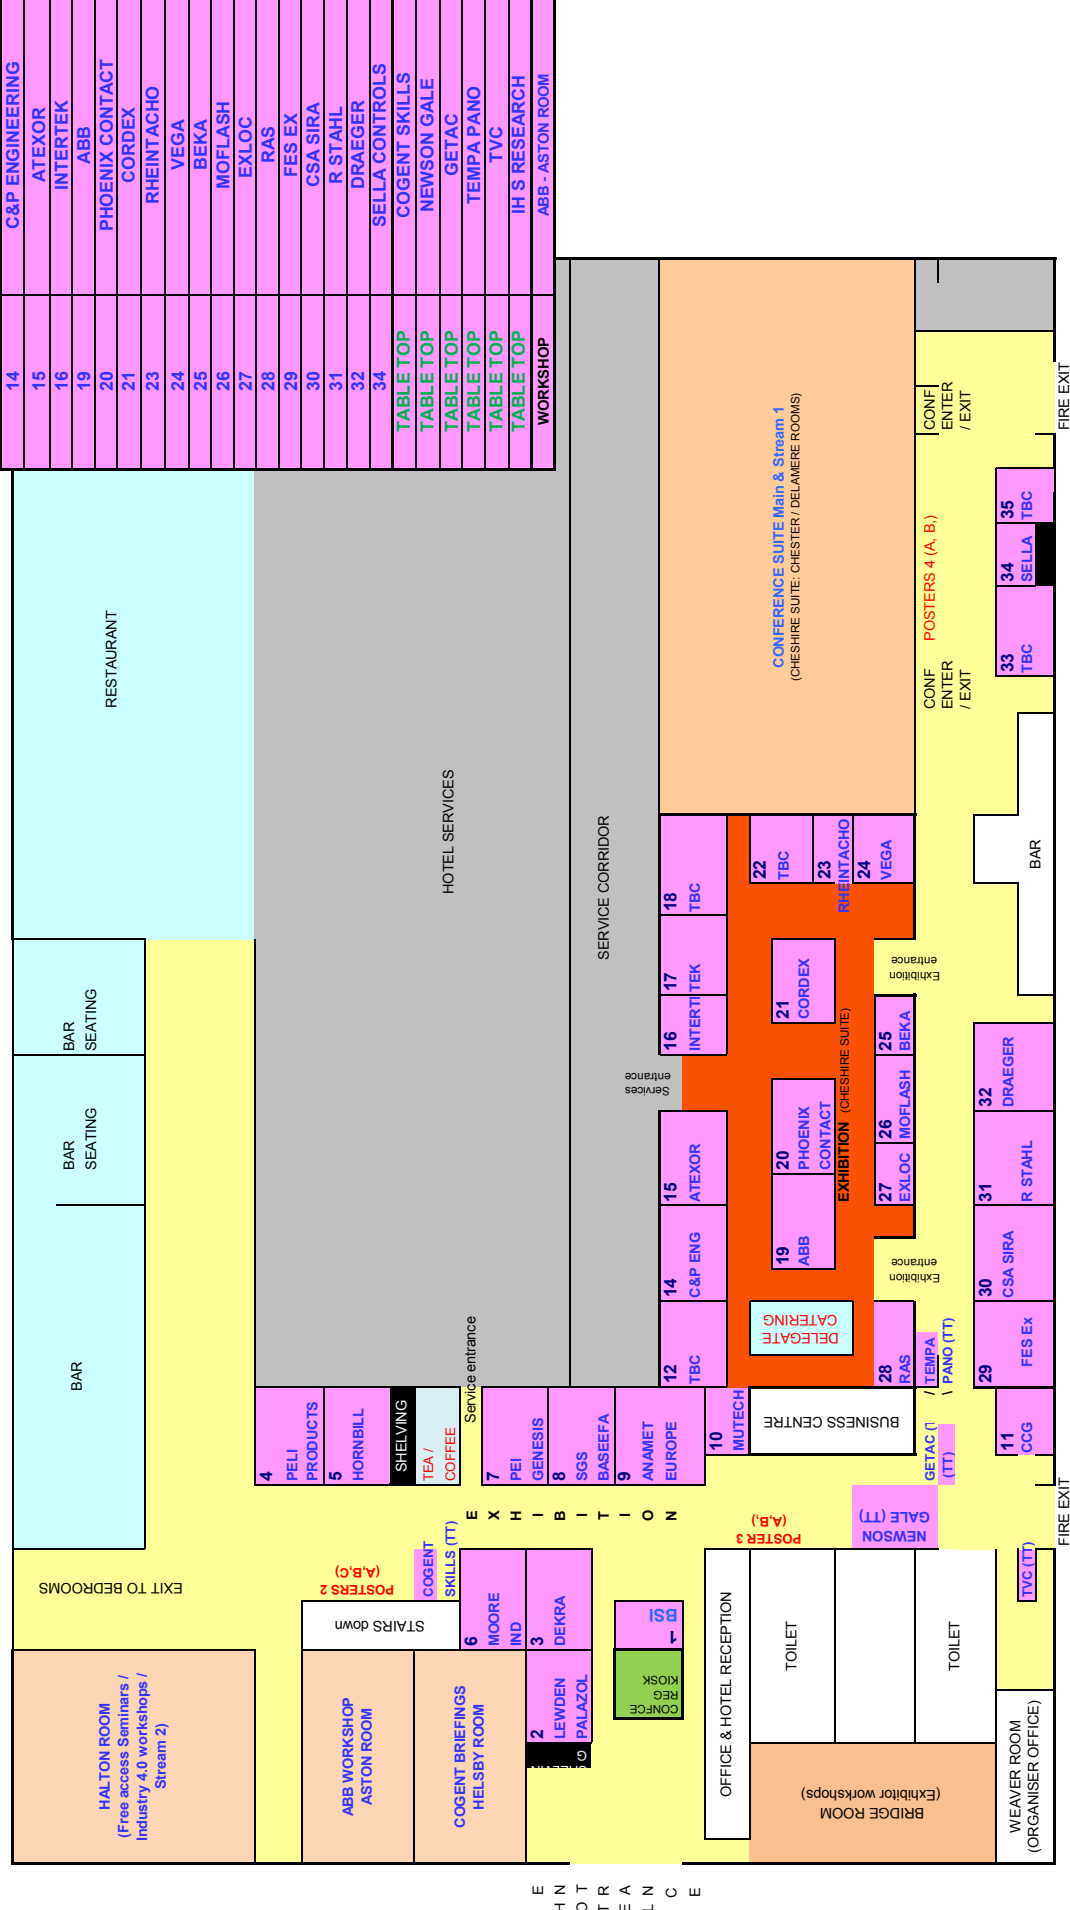 14 C&P ENGINEERING
15 ATEXOR
16 INTERTEK
19 ABB
20 PHOENIX CONTACT
21 CORDEX
23 RHEINTACHO
24 VEGA
25 BEKA
26 MOFLASH
27 EXLOC
28 RAS
29 FES EX
30 CSA SIRA
31 R STAHL
32 DRAEGER
34 SELLA CONTROLS
TABLE TOP COGENT SKILLS
TABLE TOP NEWSON GALE
TABLE TOP GETAC
TABLE TOP TEMPA PANO
TABLE TOP TVC
TABLE TOP IH S RESEARCH
WORKSHOP ABB - ASTON ROOM
RESTAURANT
BAR
SEATING
BAR
SEATING
BAR
EXIT TO BEDROOMS
HALTON ROOM
(Free access Seminars /
Industry 4.0 workshops /
Stream 2)
HOTEL SERVICES
SERVICE CORRIDOR
Services
entrance
Service entrance
CONFERENCE SUITE Main & Stream 1
(CHESHIRE SUITE: CHESTER / DELAMERE ROOMS)
CONF
ENTER
/ EXIT
POSTERS 4 (A, B,)
CONF
ENTER
/ EXIT
FIRE EXIT
35
TBC
34
SELLA
33
TBC
BAR
18
TBC
17
16
INTERTEK
15
ATEXOR
14
C&P ENG
12
TBC
22
TBC
23
RHEINTACHO
24
VEGA
21
CORDEX
20
PHOENIX
CONTACT
19
ABB
EXHIBITION (CHESHIRE SUITE)
DELEGATE
CATERING
Exhibition
entrance
25
BEKA
26
MOFLASH
27
EXLOC
Exhibition
entrance
28
RAS
32
DRAEGER
31
R STAHL
30
CSA SIRA
29
FES Ex
/ TEMPA
\ PANO (TT)
GETAC (
(TT)
11
CCG
FIRE EXIT
4
PELI
PRODUCTS
5
HORNBILL
SHELVING
TEA /
COFFEE
7
PEI
GENESIS
8
SGS
BASEEFA
9
ANAMET
EUROPE
10
MUTECH
BUSINESS CENTRE
EXHIBITION
POSTERS 2
(A,B,C)
COGENT
SKILLS (TT)
POSTER 3
(A,B,)
NEWSON
GALE (TT)
TVC (TT)
STAIRS down
6
MOORE
IND
3
DEKRA
2
LEWDEN
PALAZOL
G
1
BSI
CONFCE
REG
KIOSK
ABB WORKSHOP
ASTON ROOM
COGENT BRIEFINGS
HELSBY ROOM
OFFICE & HOTEL RECEPTION
TOILET
TOILET
BRIDGE ROOM
(Exhibitor workshops)
WEAVER ROOM
(ORGANISER OFFICE)
E
H N
O T
T R
E A
L N
C
E